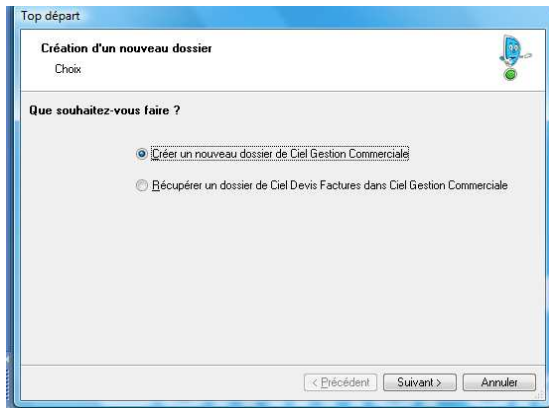 Top départ
Création d'un nouveau dossier
Choix
Que souhaitez-vous faire ?
Créer un nouveau dossier de Ciel Gestion Commerciale
Récupérer un dossier de Ciel Devis Factures dans Ciel Gestion Commerciale
< Précédent Suivant > Annuler